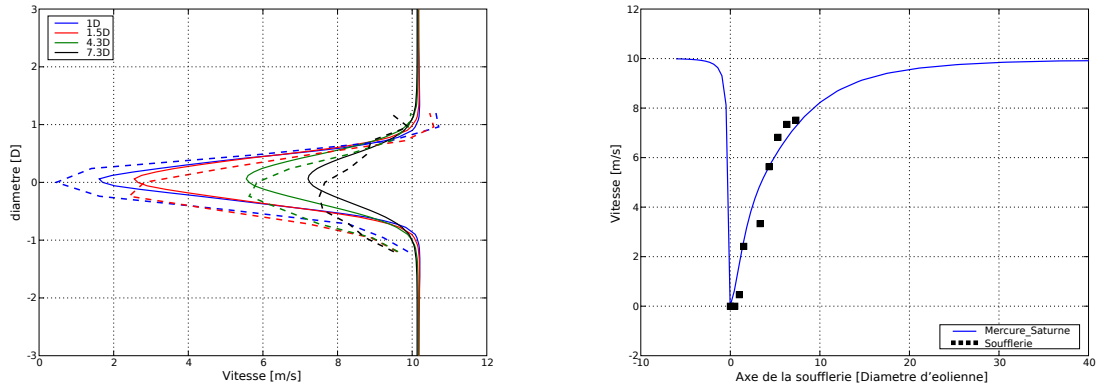 1D
1.5D
4.3D
7.3D
3
2
1
0
-1
-2
-3
diametre [D]
0 2 4 6 8 10 12
Vitesse [m/s]
12
10
8
6
4
2
0
-2
Vitesse [m/s]
Mercure_Saturne
Soufflerie
-10 0 10 20 30 40
Axe de la soufflerie [Diametre d'eolienne]